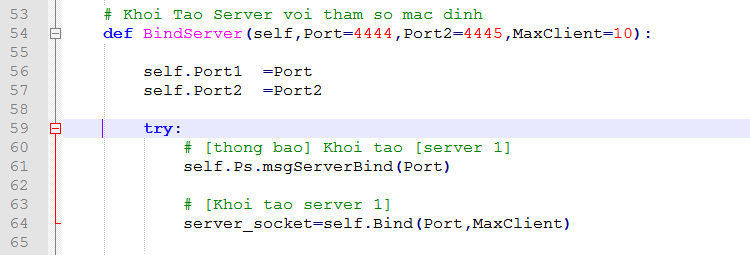 53 # Khoi Tao Server voi tham so mac dinh
54 def BindServer(self,Port=4444,Port2=4445,MaxClient=10):
55
56 self.Port1  =Port
57 self.Port2  =Port2
58
59 try:
60 # [thong bao] Khoi tao [server 1]
61 self.Ps.msgServerBind(Port)
62
63 # [Khoi tao server 1]
64 server_socket=self.Bind(Port,MaxClient)
65